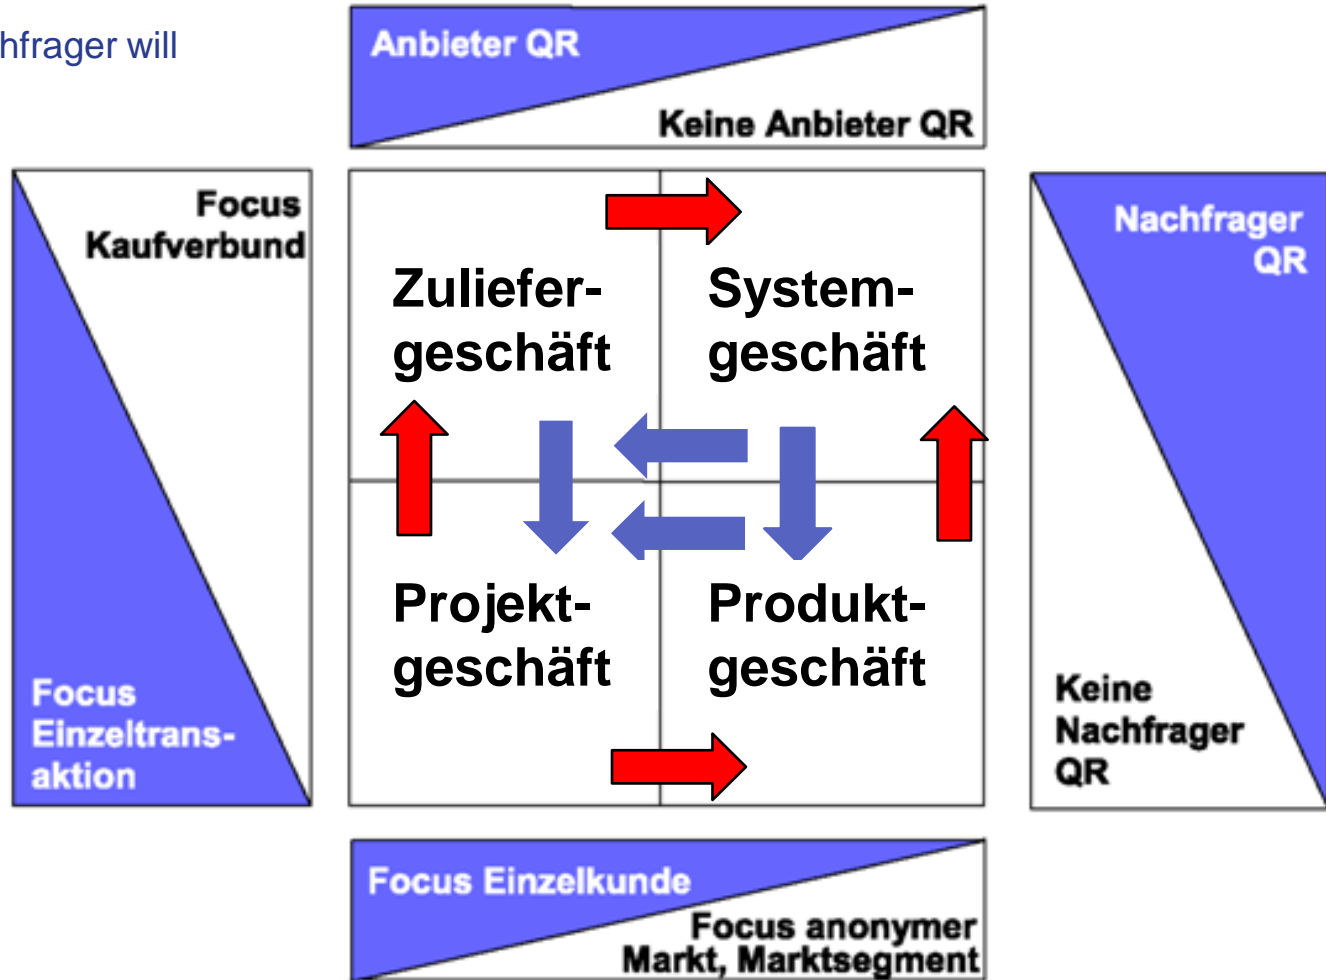 hfrager will
Anbieter QR
Keine Anbieter QR
Focus
Kaufverbund
Focus
Einzeltrans-
aktion
Zuliefer-
geschäft
System-
geschäft
Projekt-
geschäft
Produkt-
geschäft
Nachfrager
QR
Keine
Nachfrager
QR
Focus Einzelkunde
Focus anonymer
Markt, Marktsegment